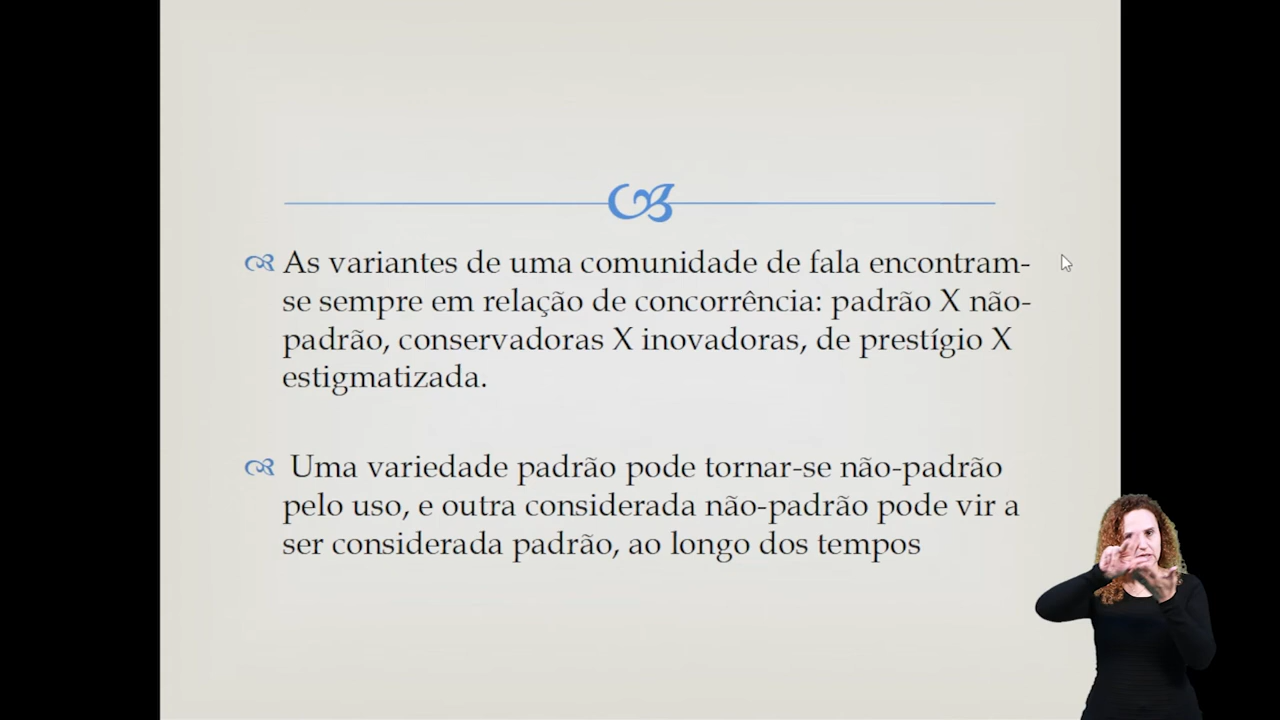 As variantes de uma comunidade de fala encontram-
se sempre em relação de concorrência: padrão X não-
padrão, conservadoras X inovadoras, de prestígio X
estigmatizada.
Uma variedade padrão pode tornar-se não-padrão
pelo uso, e outra considerada não-padrão pode vir a
ser considerada padrão, ao longo dos tempos